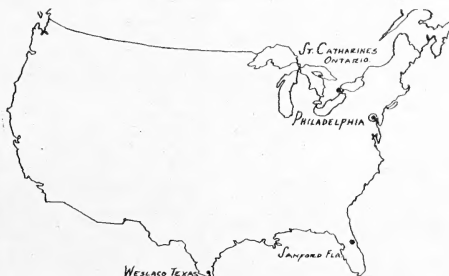 ST. CATHARINES
ONTARIO
PHILADELPHIA
SANFORD FLA
WESLACO TEXAS